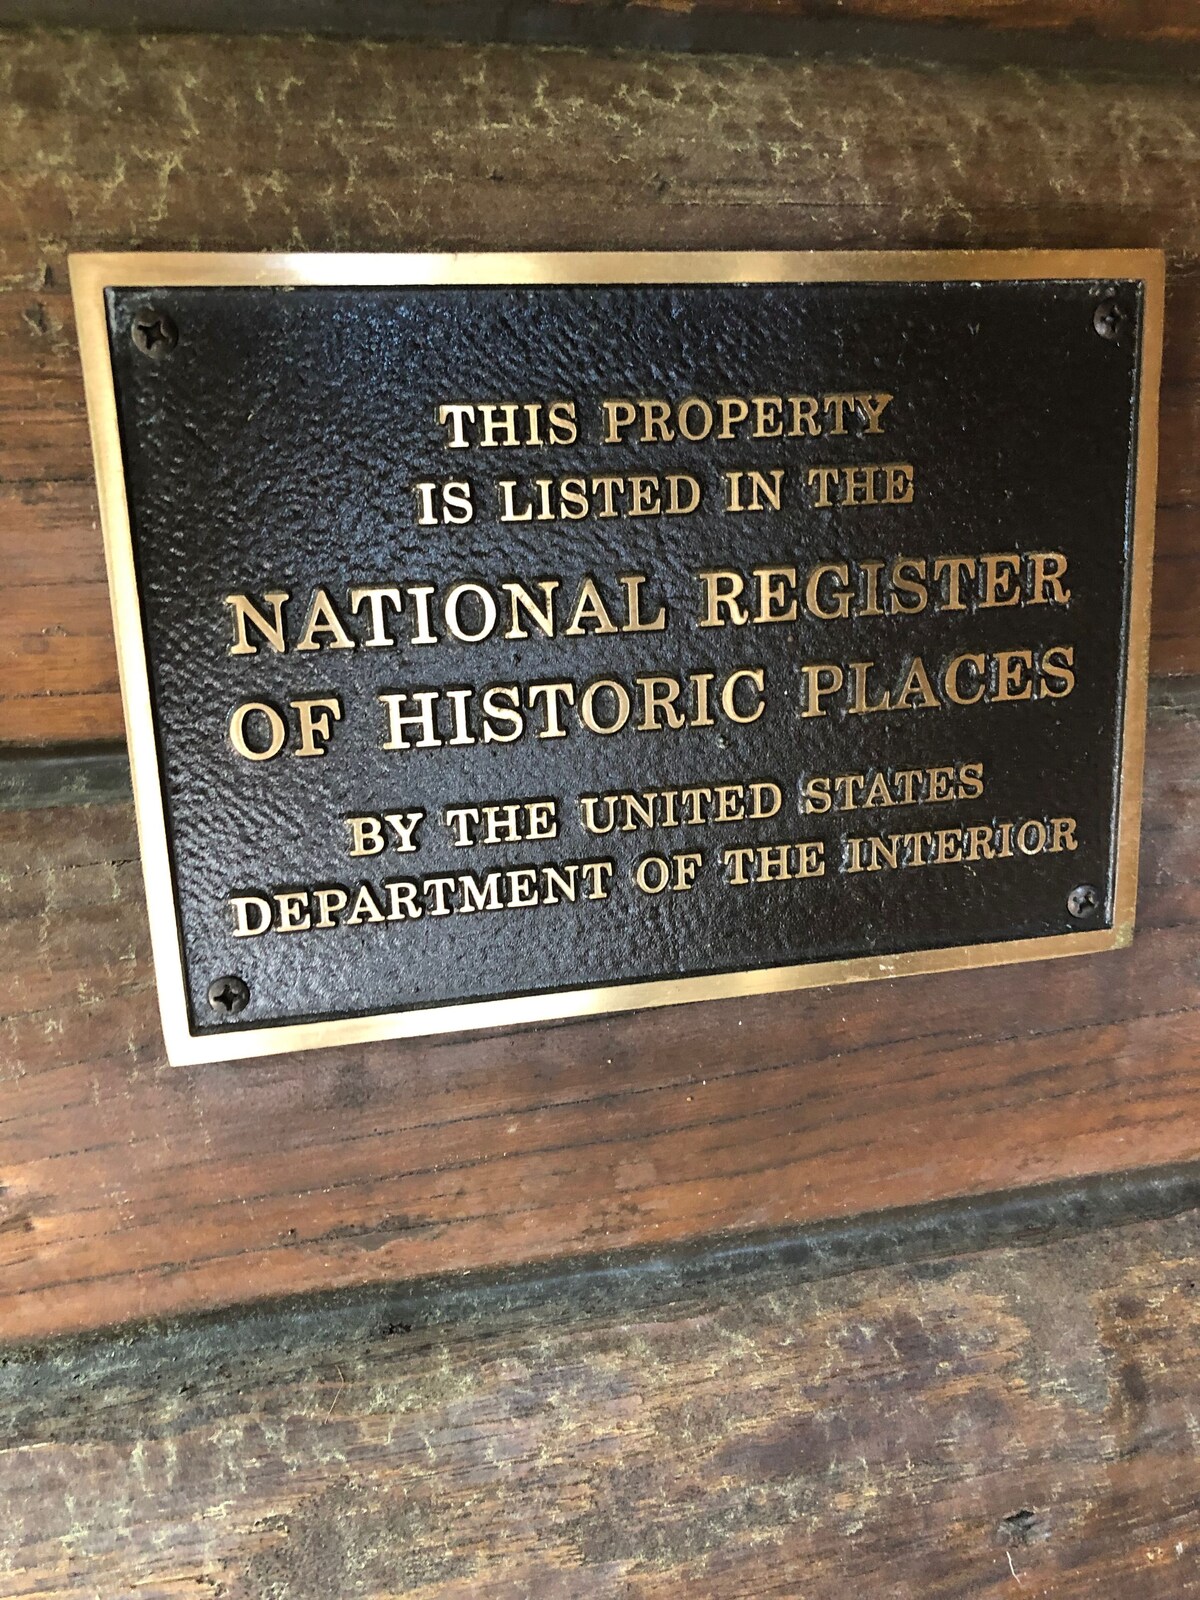 THIS PROPERTY
IS LISTED IN THE
NATIONAL REGISTER
OF HISTORIC PLACES
BY THE UNITED STATES
DEPARTMENT OF THE INTERIOR